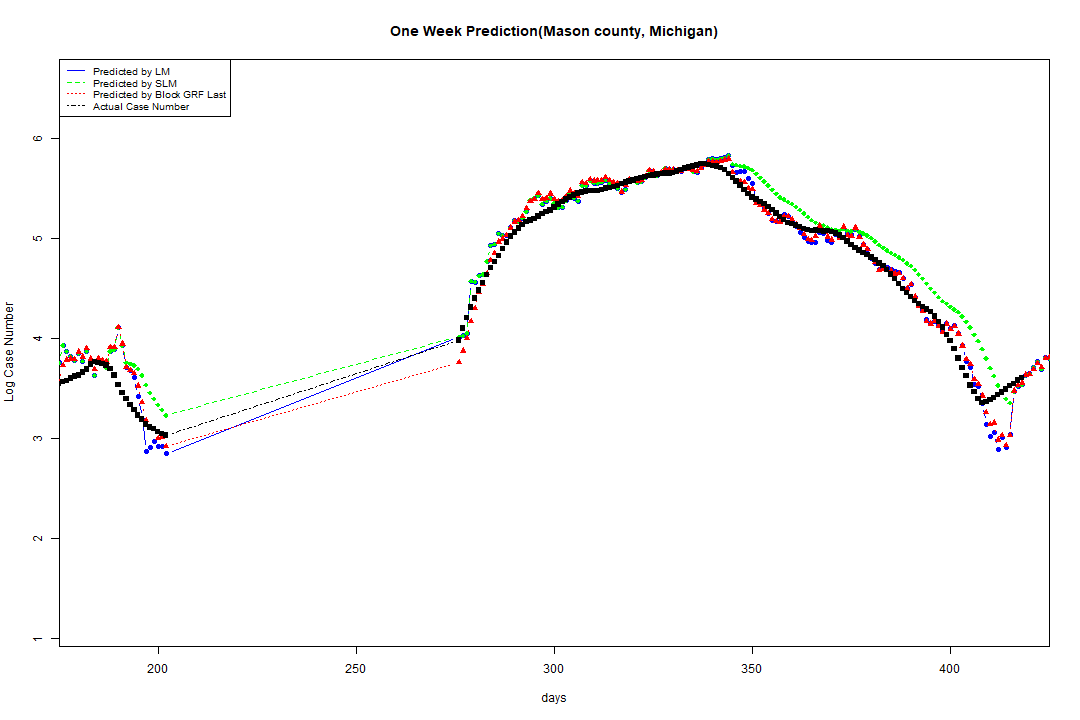 One Week Prediction(Mason county, Michigan)
Predicted by LM
Predicted by SLM
Predicted by Block GRF Last
Actual Case Number
Log Case Number
6
5
4
3
2
1
200 250 300 350 400
days